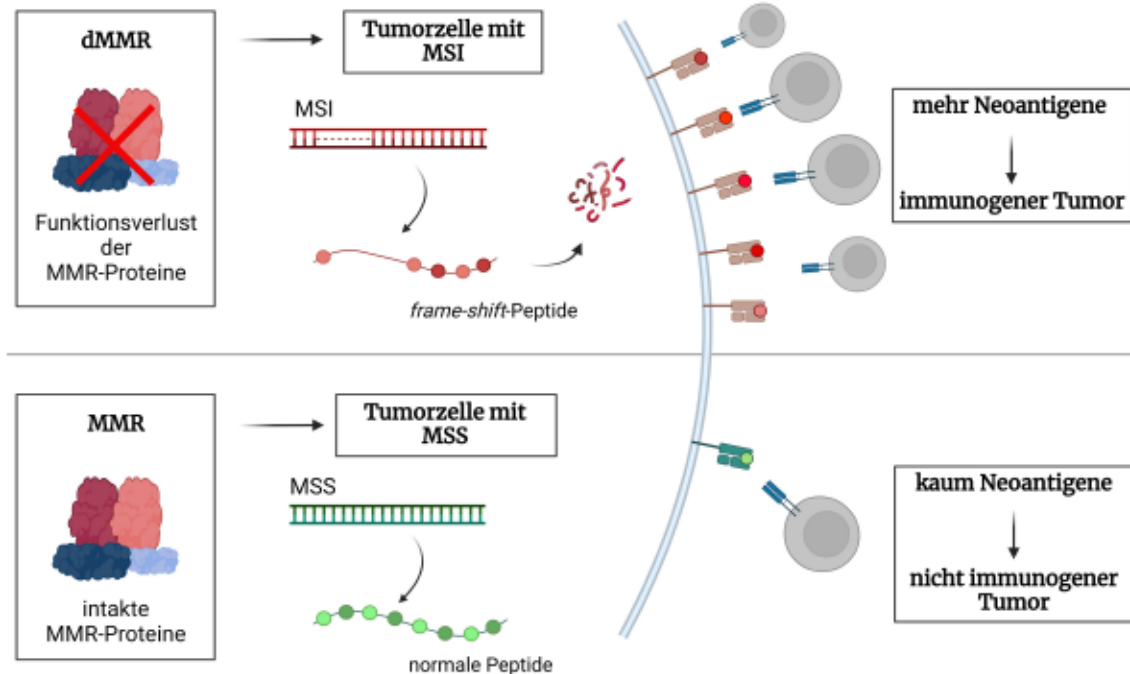 dMMR
Funktionsverlust
der
MMR-Proteine
Tumorzelle mit
MSI
MSI
frame-shift-Peptide
mehr Neoantigene
immunogener Tumor
MMR
intakte
MMR-Proteine
Tumorzelle mit
MSS
MSS
normale Peptide
kaum Neoantigene
nicht immunogener
Tumor